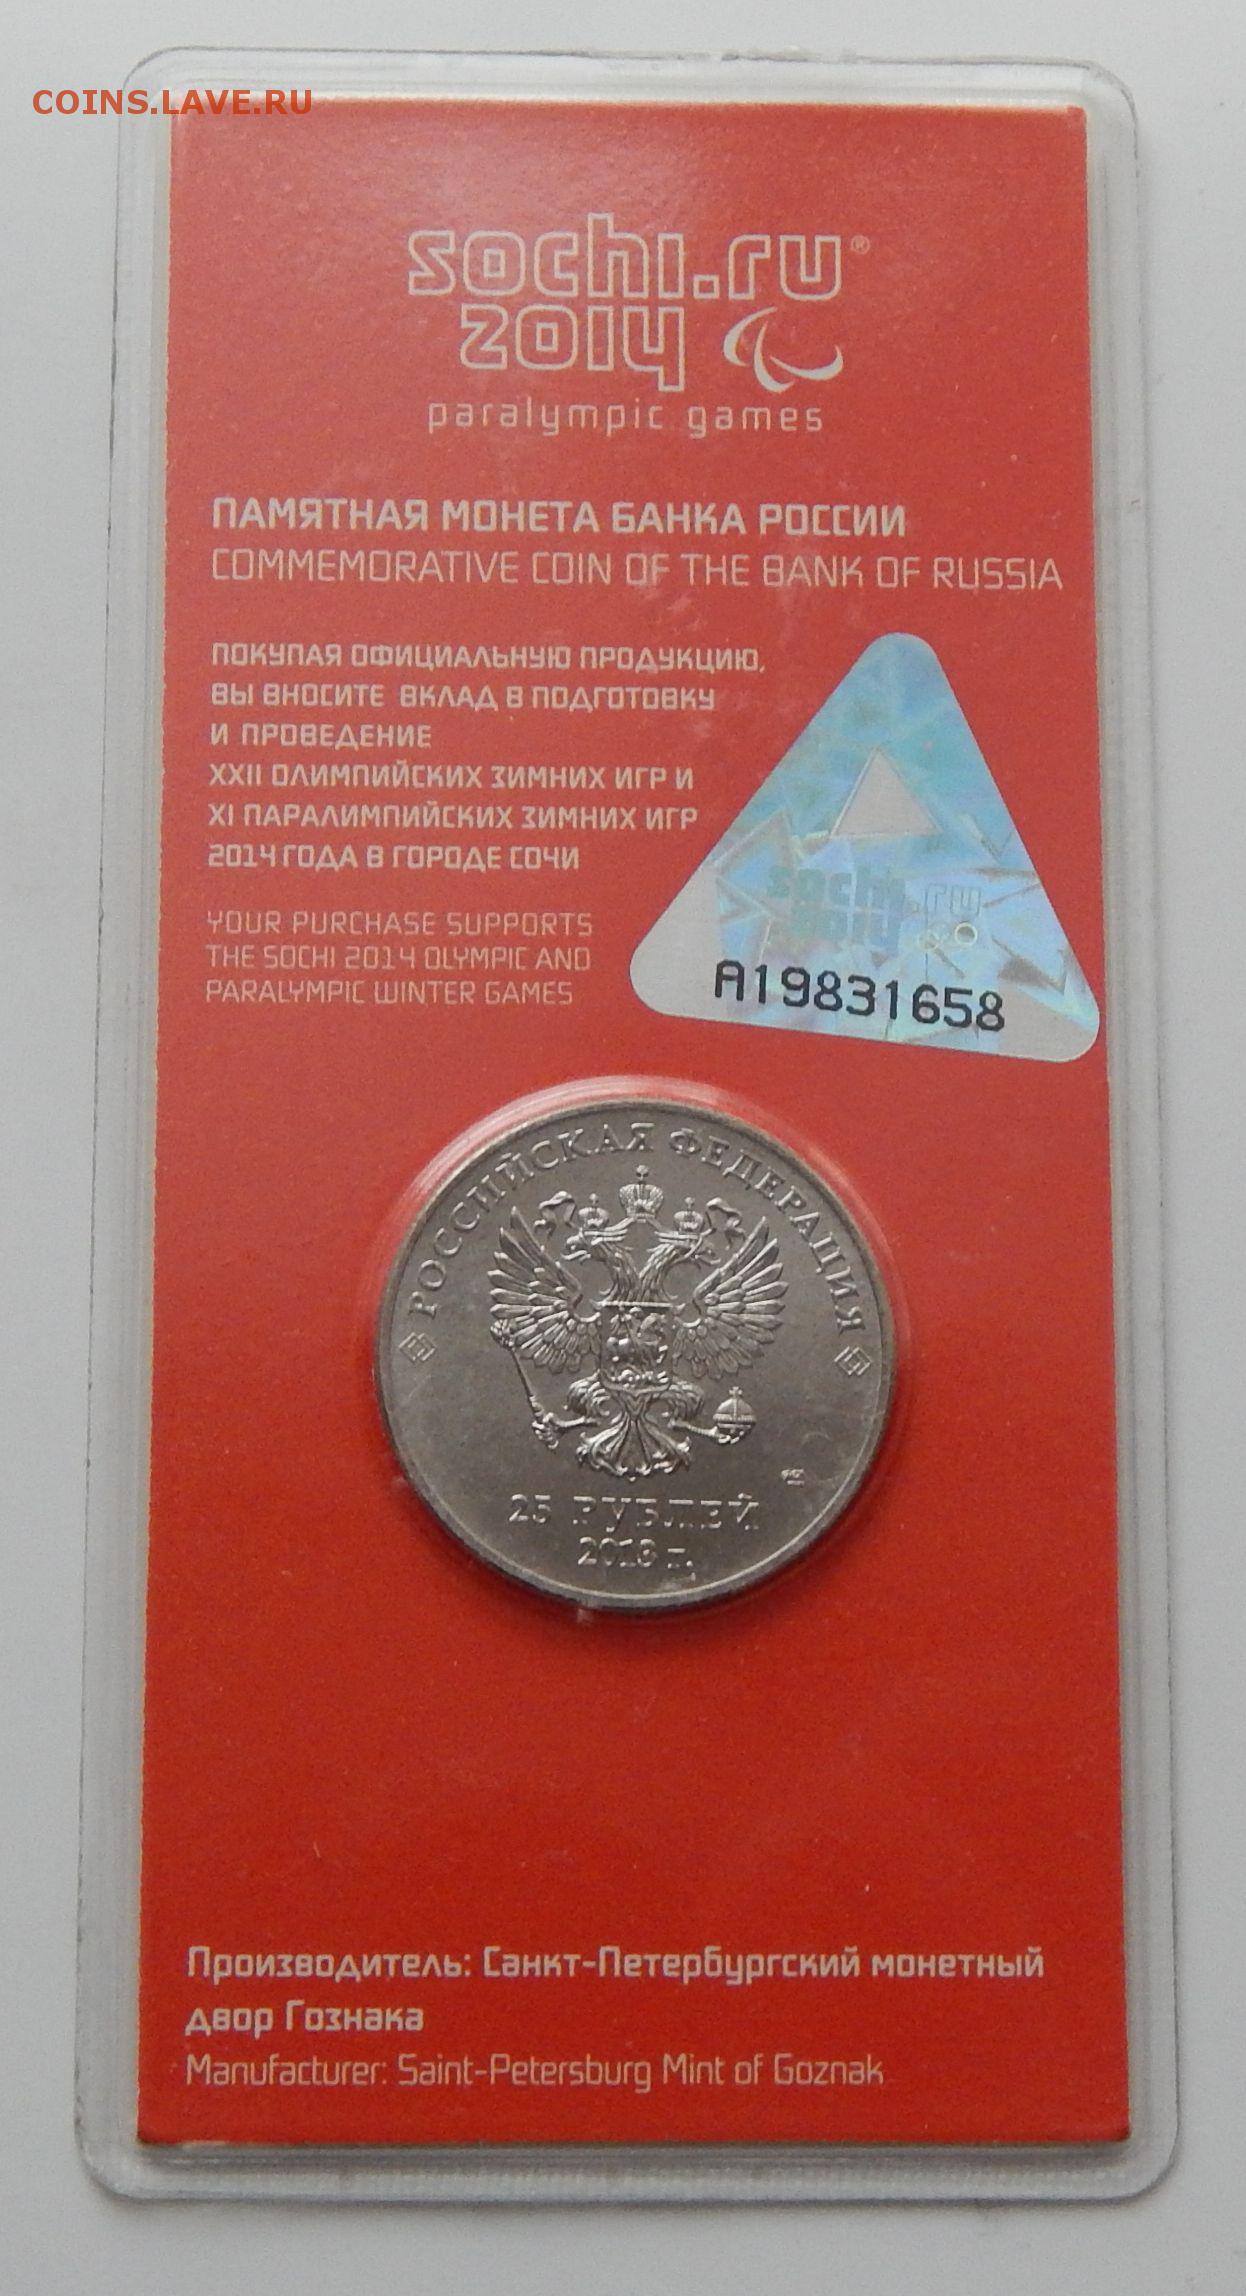 COINS.LAVE.RU
sochi.ru®
2014
paralympic games
ПАМЯТНАЯ МОНЕТА БАНКА РОССИИ
COMMEMORATIVE COIN OF THE BANK OF RUSSIA
ПОКУПАЯ ОФИЦИАЛЬНУЮ ПРОДУКЦИЮ,
ВЫ ВНОСИТЕ ВКЛАД В ПОДГОТОВКУ
И ПРОВЕДЕНИЕ
XXII ОЛИМПИЙСКИХ ЗИМНИХ ИГР И
XI ПАРАЛИМПИЙСКИХ ЗИМНИХ ИГР
2014 ГОДА В ГОРОДЕ СОЧИ
YOUR PURCHASE SUPPORTS
THE SOCHI 2014 OLYMPIC AND
PARALYMPIC WINTER GAMES
sochi.ru
2014
A19831658
РОССИЙСКАЯ ФЕДЕРАЦИЯ
25 РУБЛЕЙ
2013 г.
Производитель: Санкт-Петербургский монетный
двор Гознака
Manufacturer: Saint-Petersburg Mint of Goznak